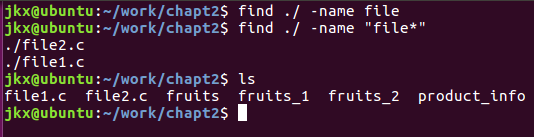 jkx@ubuntu:~/work/chapt2$ find ./ -name file
jkx@ubuntu:~/work/chapt2$ find ./ -name "file*"
./file2.c
./file1.c
jkx@ubuntu:~/work/chapt2$ ls
file1.c  file2.c  fruits  fruits_1  fruits_2  product_info
jkx@ubuntu:~/work/chapt2$